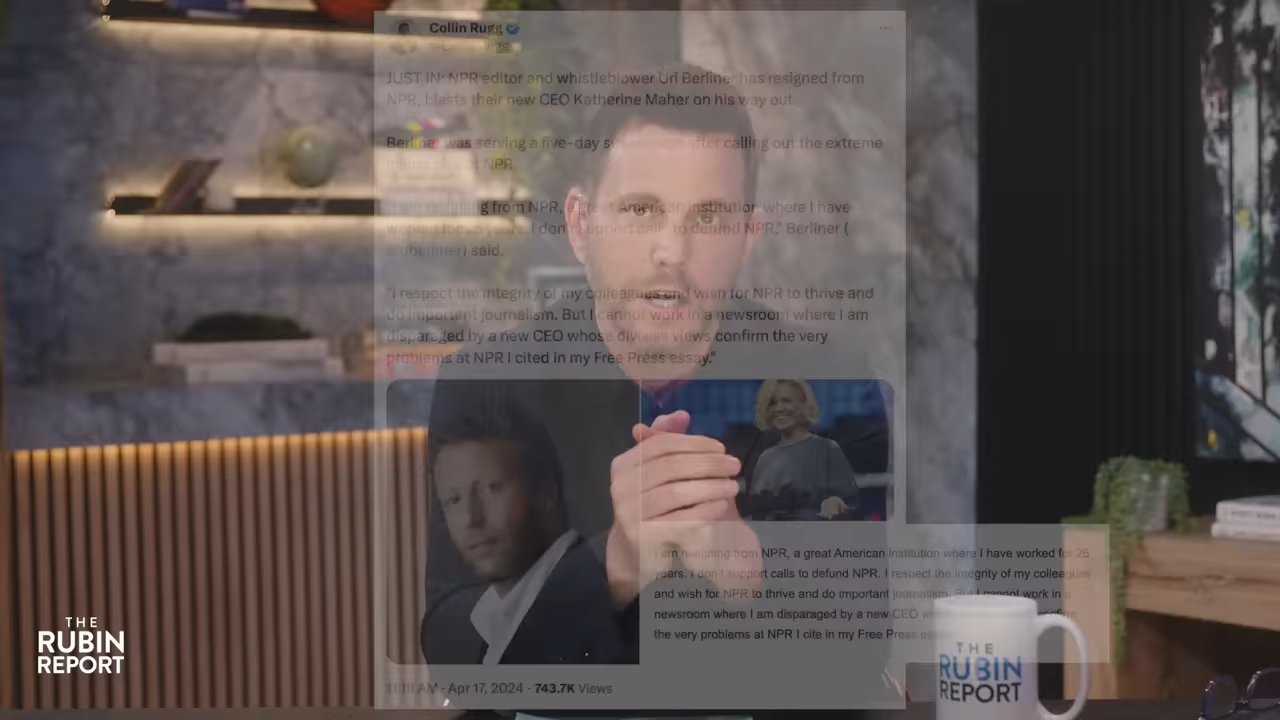 Collin Rugg
JUST IN: NPR editor and whistleblower Uri Berliner has resigned from
NPR, blasts their new CEO Katherine Maher on his way out
Berliner was serving a five-day after calling out the extreme
NPR.
from NPR, a great American institution where I have
worked for years. I don't support calls to defund NPR," Berliner (
said.
"I respect the integrity of my colleagues and wish for NPR to thrive and
do important journalism. But I cannot work in a newsroom where I am
disparaged by a new CEO whose divisive views confirm the very
problems at NPR I cited in my Free Press essay."
I am resigning from NPR, a great American institution where I have worked for 25
years. I don't support calls to defund NPR. I respect the integrity of my colleagues
and wish for NPR to thrive and do important journalism. But I cannot work in a
newsroom where I am disparaged by a new CEO
the very problems at NPR I cite in my Free Press
AM · Apr 17, 2024 · 743.7K Views
THE
RUBIN
REPORT
THE
RUBIN
REPORT